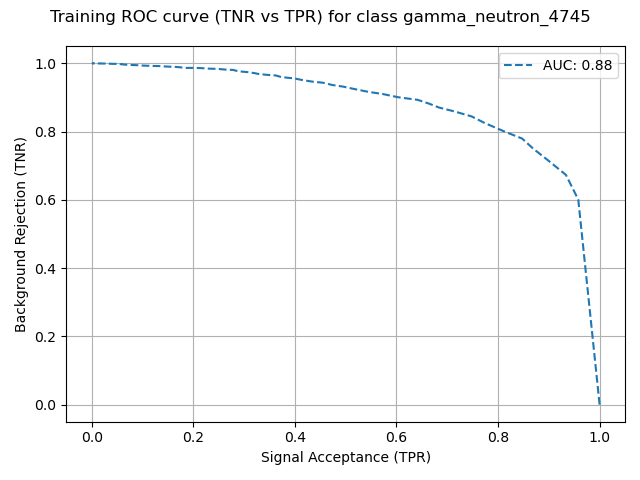 Training ROC curve (TNR vs TPR) for class gamma_neutron_4745
AUC: 0.88
Background Rejection (TNR)
1.0
0.8
0.6
0.4
0.2
0.0
0.0 0.2 0.4 0.6 0.8 1.0
Signal Acceptance (TPR)